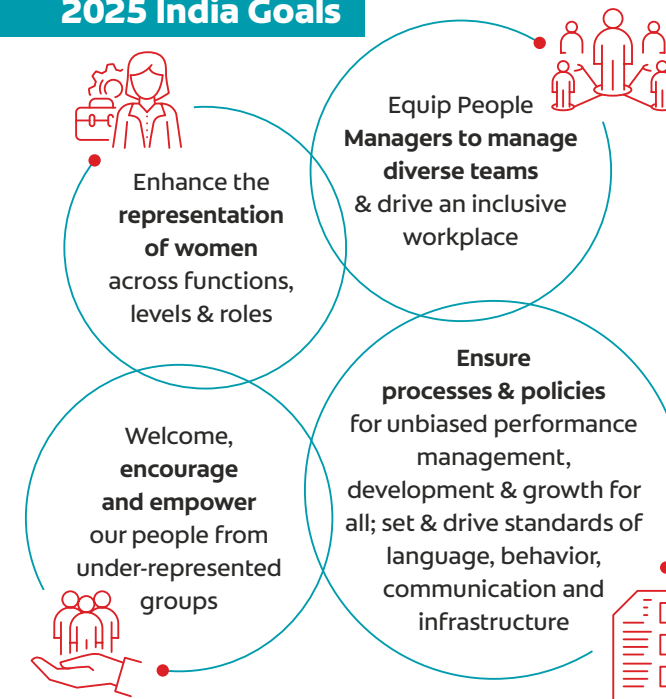 2025 India Goals
Enhance the
representation
of women
across functions,
levels & roles
Equip People
Managers to manage
diverse teams
& drive an inclusive
workplace
Welcome,
encourage
and empower
our people from
under-represented
groups
Ensure
processes & policies
for unbiased performance
management,
development & growth for
all; set & drive standards of
language, behavior,
communication and
infrastructure